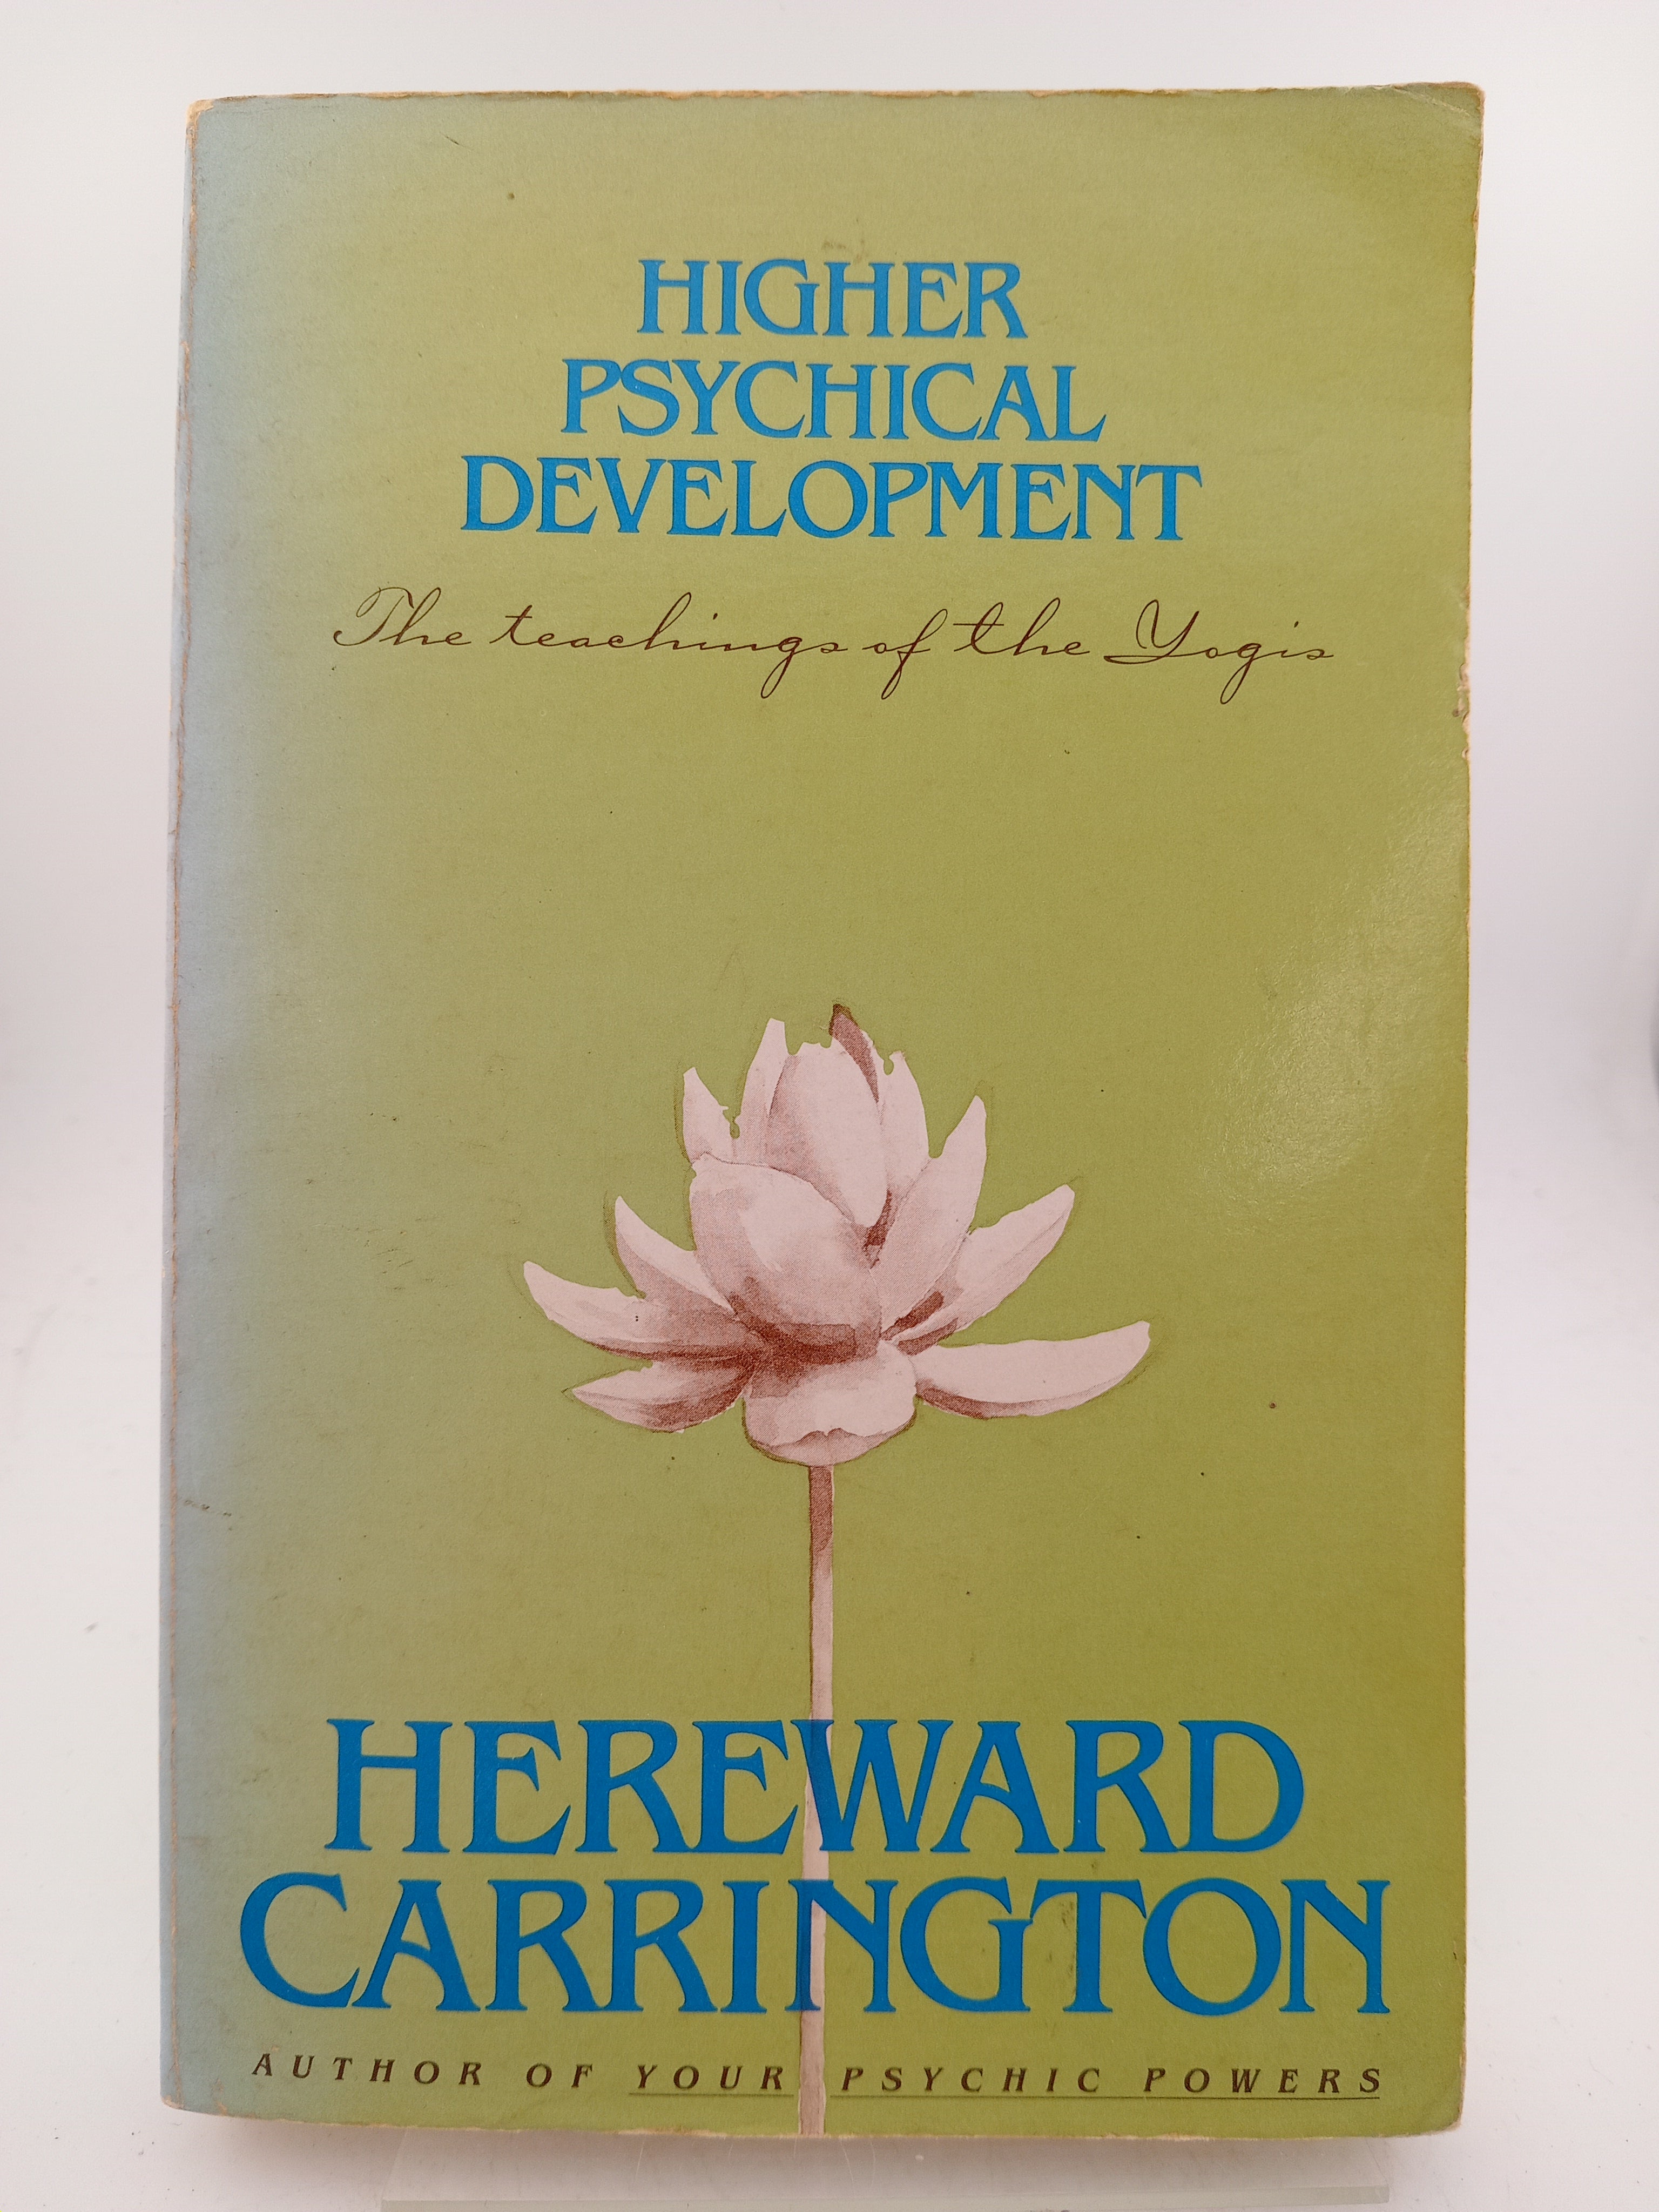 HIGHER
PSYCHICAL
DEVELOPMENT
The teachings of the Yogis
HEREWARD
CARRINGTON
AUTHOR OF YOUR PSYCHIC POWERS